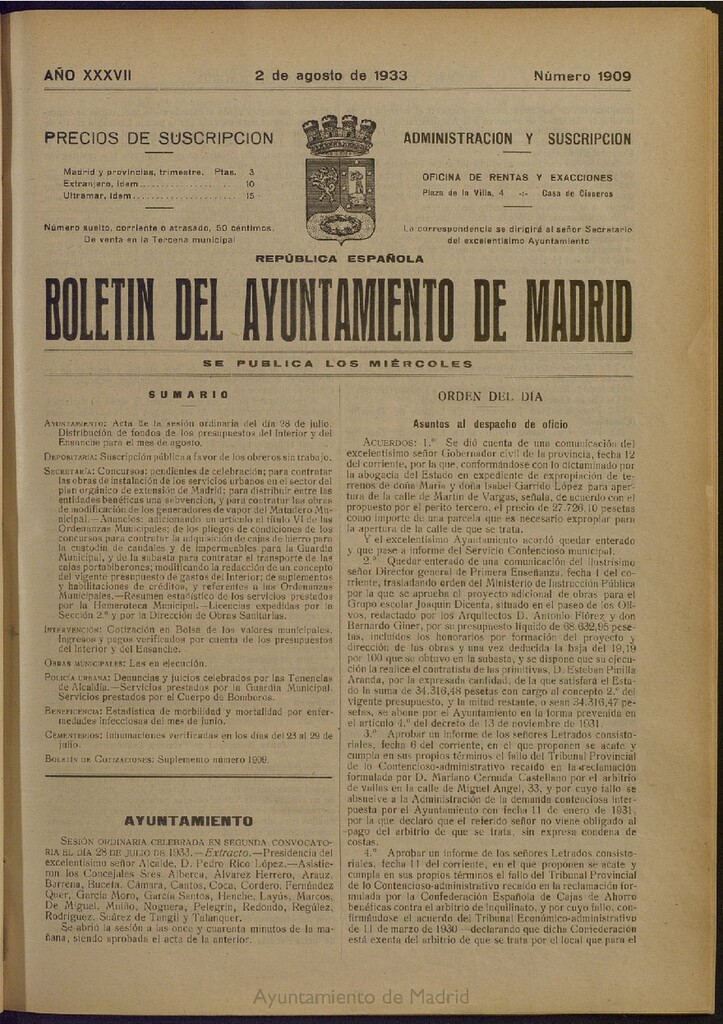 AÑO XXXVII
2 de agosto de 1933
Número 1909
PRECIOS DE SUSCRIPCION
Madrid y provincias, trimestre. Ptas. 3
Extranjero, idem.................. 10
Ultramar, idem.................... 15
Número suelto, corriente o atrasado, 50 céntimos.
De venta en la Tercena municipal
ADMINISTRACION Y SUSCRIPCION
OFICINA DE RENTAS Y EXACCIONES
Plaza de la Villa, 4 -:- Casa de Cisneros
La correspondencia se dirigirá al señor Secretario
del excelentísimo Ayuntamiento
REPÚBLICA ESPAÑOLA
BOLETIN DEL AYUNTAMIENTO DE MADRID
SE PUBLICA LOS MIÉRCOLES
SUMARIO
AYUNTAMIENTO: Acta de la sesión ordinaria del día 28 de julio.
Distribución de fondos de los presupuestos del Interior y del
Ensanche para el mes de agosto.
DEPOSITARÍA: Suscripción pública a favor de los obreros sin trabajo.
SECRETARÍA: Concursos: pendientes de celebración; para contratar
las obras de instalación de los servicios urbanos en el sector del
plan orgánico de extensión de Madrid; para distribuir entre las
entidades benéficas una subvención, y para contratar las obras
de modificación de los generadores de vapor del Matadero Mu-
nicipal.—Anuncios: adicionando un artículo al título VI de las
Ordenanzas Municipales; de los pliegos de condiciones de los
concursos para contratar la adquisición de cajas de hierro para
la custodia de caudales y de impermeables para la Guardia
Municipal, y de la subasta para contratar el transporte de las
cajas portabiberones; modificando la redacción de un concepto
del vigente presupuesto de gastos del Interior; de suplementos
y habilitaciones de créditos, y referentes a las Ordenanzas
Municipales.—Resumen estadístico de los servicios prestados
por la Hemeroteca Municipal.—Licencias expedidas por la
Sección 2.ª y por la Dirección de Obras Sanitarias.
INTERVENCIÓN: Cotización en Bolsa de los valores municipales.
Ingresos y pagos verificados por cuenta de los presupuestos
del Interior y del Ensanche.
OBRAS MUNICIPALES: Las en ejecución.
POLICÍA URBANA: Denuncias y juicios celebrados por las Tenencias
de Alcaldía.—Servicios prestados por la Guardia Municipal.
Servicios prestados por el Cuerpo de Bomberos.
BENEFICENCIA: Estadística de morbilidad y mortalidad por enfer-
medades infecciosas del mes de junio.
CEMENTERIOS: Inhumaciones verificadas en los días del 23 al 29 de
julio.
BOLETÍN DE COTIZACIONES: Suplemento número 1909.
AYUNTAMIENTO
SESIÓN ORDINARIA CELEBRADA EN SEGUNDA CONVOCATO-
RIA EL DÍA 28 DE JULIO DE 1933.—Extracto.—Presidencia del
excelentísimo señor Alcalde, D. Pedro Rico López.—Asistie-
ron los Concejales Sres. Alberca, Alvarez Herrero, Arauz,
Barrena, Buceta, Cámara, Cantos, Coca, Cordero, Fernández
Quer, García Moro, García Santos, Henche, Layús, Marcos,
De Miguel, Muiño, Noguera, Pelegrín, Redondo, Regúlez,
Rodríguez, Suárez de Tangil y Talanquer.
Se abrió la sesión a las once y cuarenta minutos de la ma-
ñana, siendo aprobada el acta de la anterior.
ORDEN DEL DIA
Asuntos al despacho de oficio
ACUERDOS: 1.º Se dió cuenta de una comunicación del
excelentísimo señor Gobernador civil de la provincia, fecha 12
del corriente, por la que, conformándose con lo dictaminado por
la abogacía del Estado en expediente de expropiación de te-
rrenos de doña María y doña Isabel Garrido López para aper-
tura de la calle de Martín de Vargas, señala, de acuerdo con el
propuesto por el perito tercero, el precio de 27.726,10 pesetas
como importe de una parcela que es necesario expropiar para
la apertura de la calle de que se trata.
Y el excelentísimo Ayuntamiento acordó quedar enterado
y que pase a informe del Servicio Contencioso municipal.
2.º Quedar enterado de una comunicación del ilustrísimo
señor Director general de Primera Enseñanza, fecha 1 del co-
rriente, trasladando orden del Ministerio de Instrucción Pública
por la que se aprueba el proyecto adicional de obras para el
Grupo escolar Joaquín Dicenta, situado en el paseo de los Oli-
vos, redactado por los Arquitectos D. Antonio Flórez y don
Bernardo Giner, por su presupuesto líquido de 68.632,95 pese-
tas, incluídos los honorarios por formación del proyecto y
dirección de las obras y una vez deducida la baja del 19,19
por 100 que se obtuvo en la subasta, y se dispone que su ejecu-
ción la realice el contratista de las primitivas, D. Esteban Pinilla
Aranda, por la expresada cantidad, de la que satisfará el Esta-
do la suma de 34.316,48 pesetas con cargo al concepto 2.º del
vigente presupuesto, y la mitad restante, o sean 34.316,47 pe-
setas, se abone por el Ayuntamiento en la forma prevenida en
el artículo 4.º del decreto de 13 de noviembre de 1931.
3.º Aprobar un informe de los señores Letrados consisto-
riales, fecha 6 del corriente, en el que proponen se acate y
cumpla en sus propios términos el fallo del Tribunal Provincial
de lo Contencioso-administrativo recaído en la reclamación
formulada por D. Mariano Cernuda Castellano por el arbitrio
de vallas en la calle de Miguel Angel, 33, y por cuyo fallo se
absuelve a la Administración de la demanda contenciosa inter-
puesta por el Ayuntamiento con fecha 11 de enero de 1931,
por la que declaró que el referido señor no viene obligado al
pago del arbitrio de que se trata, sin expresa condena de
costas.
4.º Aprobar un informe de los señores Letrados consisto-
riales, fecha 11 del corriente, en el que proponen se acate y
cumpla en sus propios términos el fallo del Tribunal Provincial
de lo Contencioso-administrativo recaído en la reclamación for-
mulada por la Confederación Española de Cajas de Ahorro
benéficas contra el arbitrio de inquilinato, y por cuyo fallo, con-
firmándose el acuerdo del Tribunal Económico-administrativo
de 11 de marzo de 1930—declarando que dicha Confederación
está exenta del arbitrio de que se trata por el local que para el
Ayuntamiento de Madrid